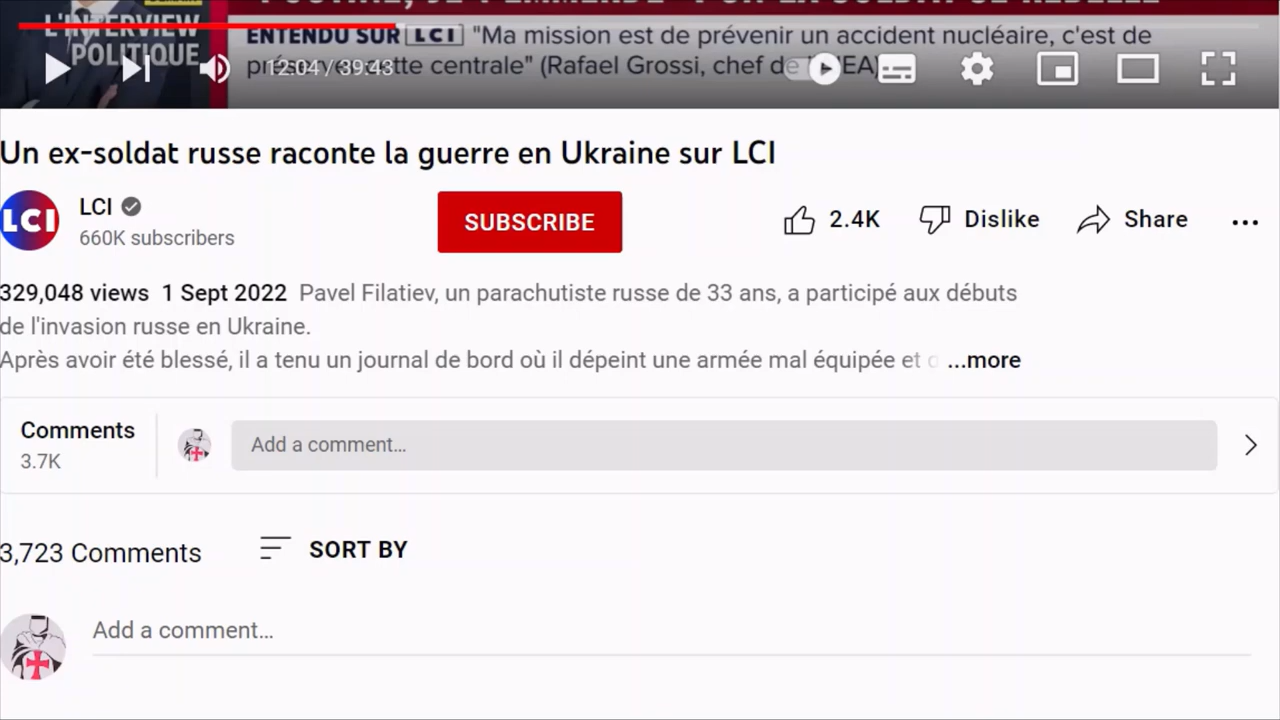 L'INTERVIEW
POLITIQUE
ENTENDU SUR LCI "Ma mission est de prévenir un accident nucléaire, c'est de
cette centrale" (Rafael Grossi, chef de
12:04 / 39:43
Un ex-soldat russe raconte la guerre en Ukraine sur LCI
LCI
LCI
660K subscribers
SUBSCRIBE
2.4K
Dislike
Share
329,048 views 1 Sept 2022 Pavel Filatiev, un parachutiste russe de 33 ans, a participé aux débuts
de l'invasion russe en Ukraine.
Après avoir été blessé, il a tenu un journal de bord où il dépeint une armée mal équipée et ...more
Comments
3.7K
Add a comment...
3,723 Comments
SORT BY
Add a comment...